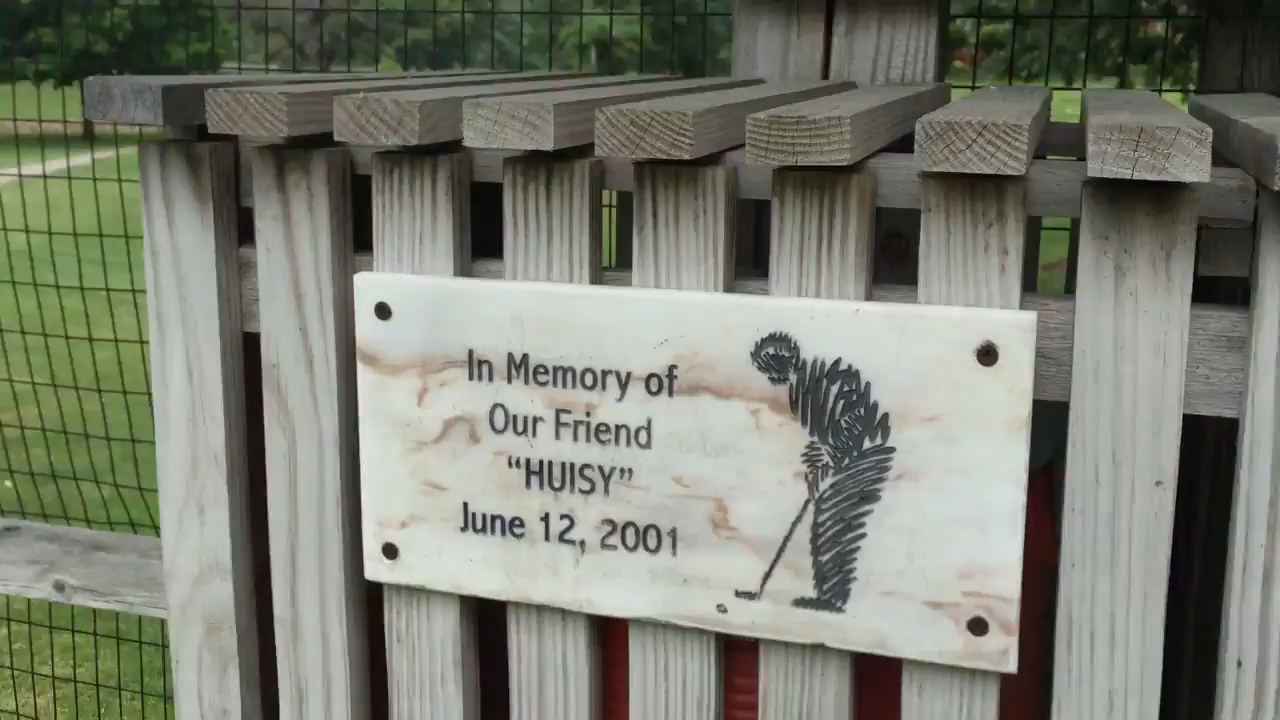 In Memory of
Our Friend
“HUISY”
June 12, 2001